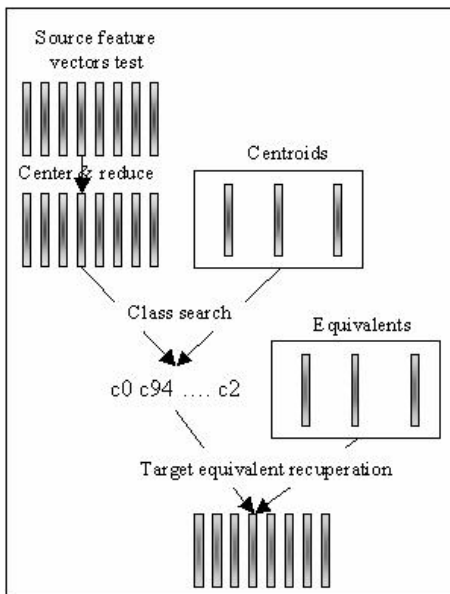 Source feature
vectors test
Center & reduce
Centroids
Class search
Equivalents
c0 c94 .... c2
Target equivalent recuperation